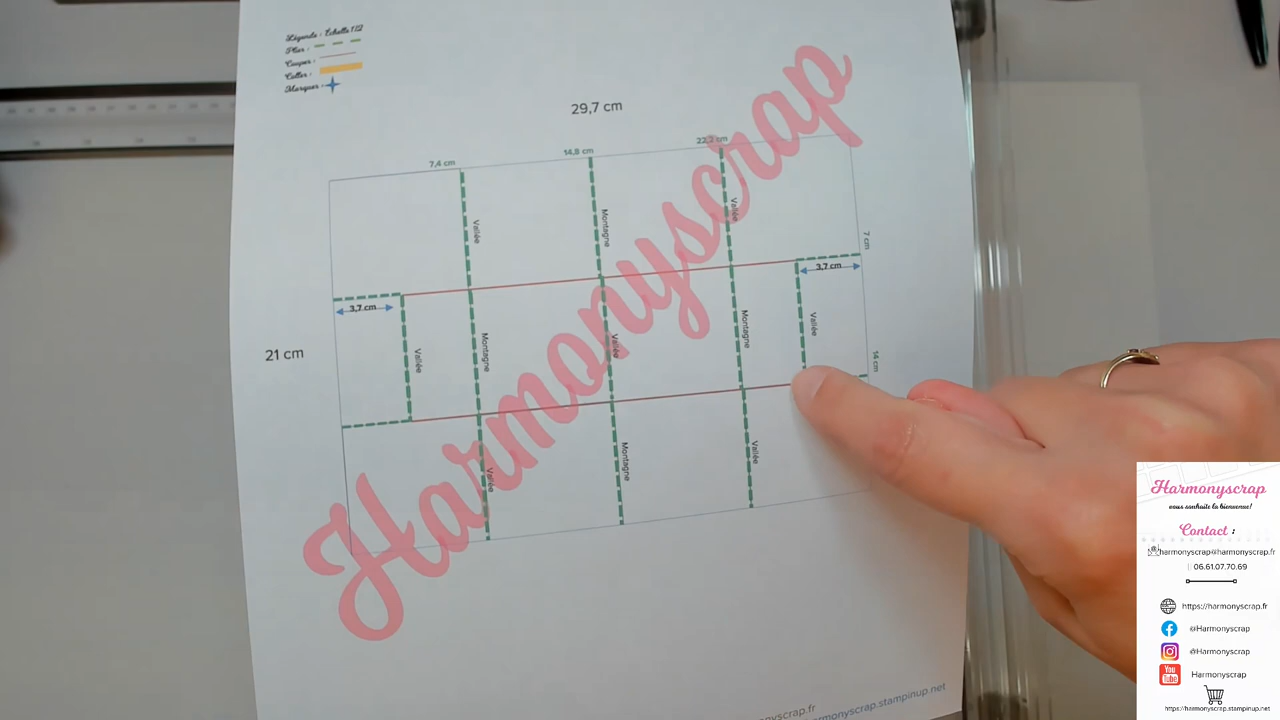 Légende : Échelle 1/2
Plier :
Couper :
Coller :
Marquer :
29,7 cm
7,4 cm
14,8 cm
22,2 cm
Vallée
Montagne
Vallée
7 cm
3,7 cm
3,7 cm
21 cm
Vallée
Montagne
Vallée
Montagne
Vallée
14 cm
Vallée
Montagne
Vallée
Harmonyscrap
harmonyscrap.stampinup.net
Harmonyscrap
vous souhaite la bienvenue!
Contact :
harmonyscrap@harmonyscrap.fr
06.61.07.70.69
https://harmonyscrap.fr
@Harmonyscrap
@Harmonyscrap
You
Tube
Harmonyscrap
https://harmonyscrap.stampinup.net